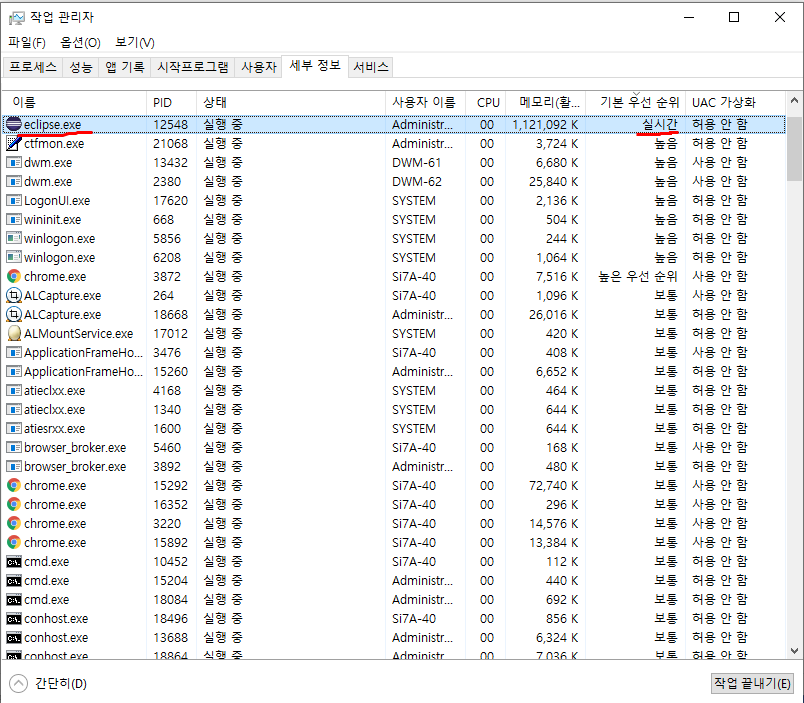 작업 관리자
파일(F) 옵션(O) 보기(V)
프로세스 성능 앱 기록 시작프로그램 사용자 세부 정보 서비스
이름 PID 상태 사용자 이름 CPU 메모리(활... 기본 우선 순위 UAC 가상화
eclipse.exe 12548 실행 중 Administr... 00 1,121,092 K 실시간 허용 안 함
ctfmon.exe 21068 실행 중 Administr... 00 3,724 K 높음 허용 안 함
dwm.exe 13432 실행 중 DWM-61 00 6,680 K 높음 사용 안 함
dwm.exe 2380 실행 중 DWM-62 00 25,840 K 높음 사용 안 함
LogonUI.exe 17620 실행 중 SYSTEM 00 2,136 K 높음 허용 안 함
wininit.exe 668 실행 중 SYSTEM 00 504 K 높음 허용 안 함
winlogon.exe 5856 실행 중 SYSTEM 00 244 K 높음 허용 안 함
winlogon.exe 6208 실행 중 SYSTEM 00 1,064 K 높음 허용 안 함
chrome.exe 3872 실행 중 Si7A-40 00 7,516 K 높은 우선 순위 사용 안 함
ALCapture.exe 264 실행 중 Si7A-40 00 1,096 K 보통 사용 안 함
ALCapture.exe 18668 실행 중 Administr... 00 26,016 K 보통 허용 안 함
ALMountService.exe 17012 실행 중 SYSTEM 00 420 K 보통 허용 안 함
ApplicationFrameHo... 3476 실행 중 Si7A-40 00 408 K 보통 사용 안 함
ApplicationFrameHo... 15260 실행 중 Administr... 00 6,652 K 보통 허용 안 함
atieclxx.exe 4168 실행 중 SYSTEM 00 464 K 보통 허용 안 함
atieclxx.exe 1340 실행 중 SYSTEM 00 644 K 보통 허용 안 함
atiesrxx.exe 1600 실행 중 SYSTEM 00 644 K 보통 허용 안 함
browser_broker.exe 5460 실행 중 Si7A-40 00 168 K 보통 사용 안 함
browser_broker.exe 3892 실행 중 Administr... 00 480 K 보통 허용 안 함
chrome.exe 15292 실행 중 Si7A-40 00 72,740 K 보통 사용 안 함
chrome.exe 16352 실행 중 Si7A-40 00 296 K 보통 사용 안 함
chrome.exe 3220 실행 중 Si7A-40 00 14,576 K 보통 사용 안 함
chrome.exe 15892 실행 중 Si7A-40 00 13,384 K 보통 사용 안 함
cmd.exe 10452 실행 중 Si7A-40 00 112 K 보통 허용 안 함
cmd.exe 15204 실행 중 Administr... 00 440 K 보통 허용 안 함
cmd.exe 18084 실행 중 Administr... 00 692 K 보통 허용 안 함
conhost.exe 18496 실행 중 Si7A-40 00 856 K 보통 허용 안 함
conhost.exe 13688 실행 중 Administr... 00 6,324 K 보통 허용 안 함
conhost.exe 18864 실행 중 Administr... 00 7,036 K 보통 허용 안 함
간단히(D) 작업 끝내기(E)